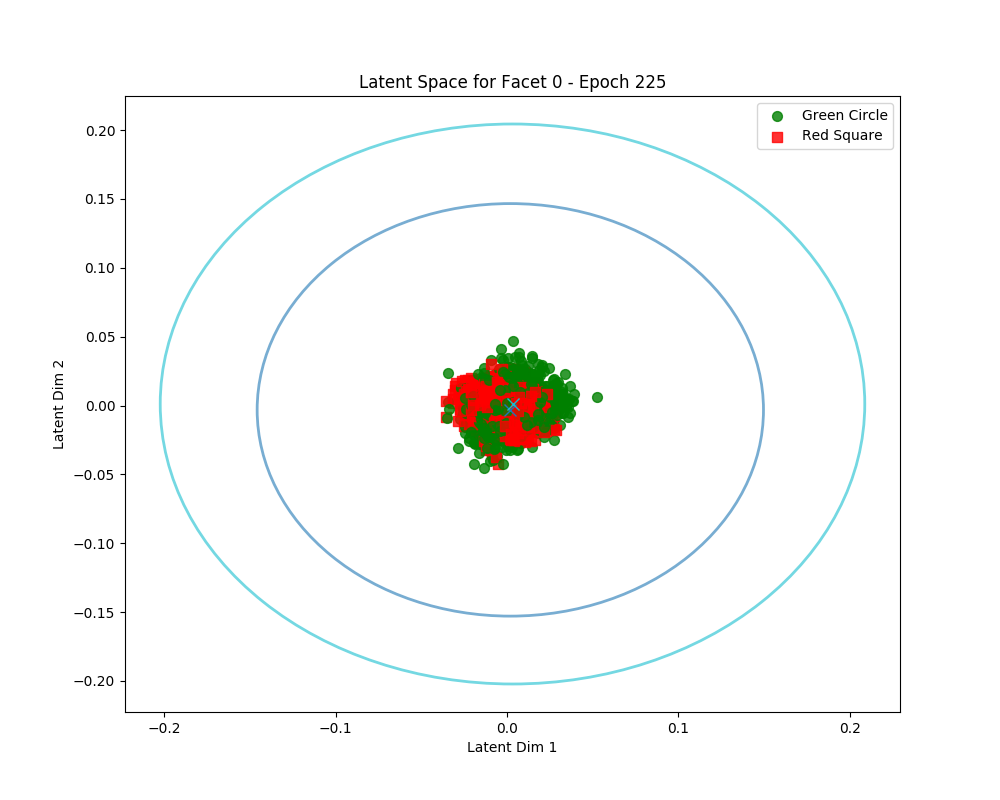 Latent Space for Facet 0 - Epoch 225
Green Circle
Red Square
0.20
0.15
0.10
0.05
0.00
−0.05
−0.10
−0.15
−0.20
Latent Dim 2
−0.2
−0.1
0.0
0.1
0.2
Latent Dim 1